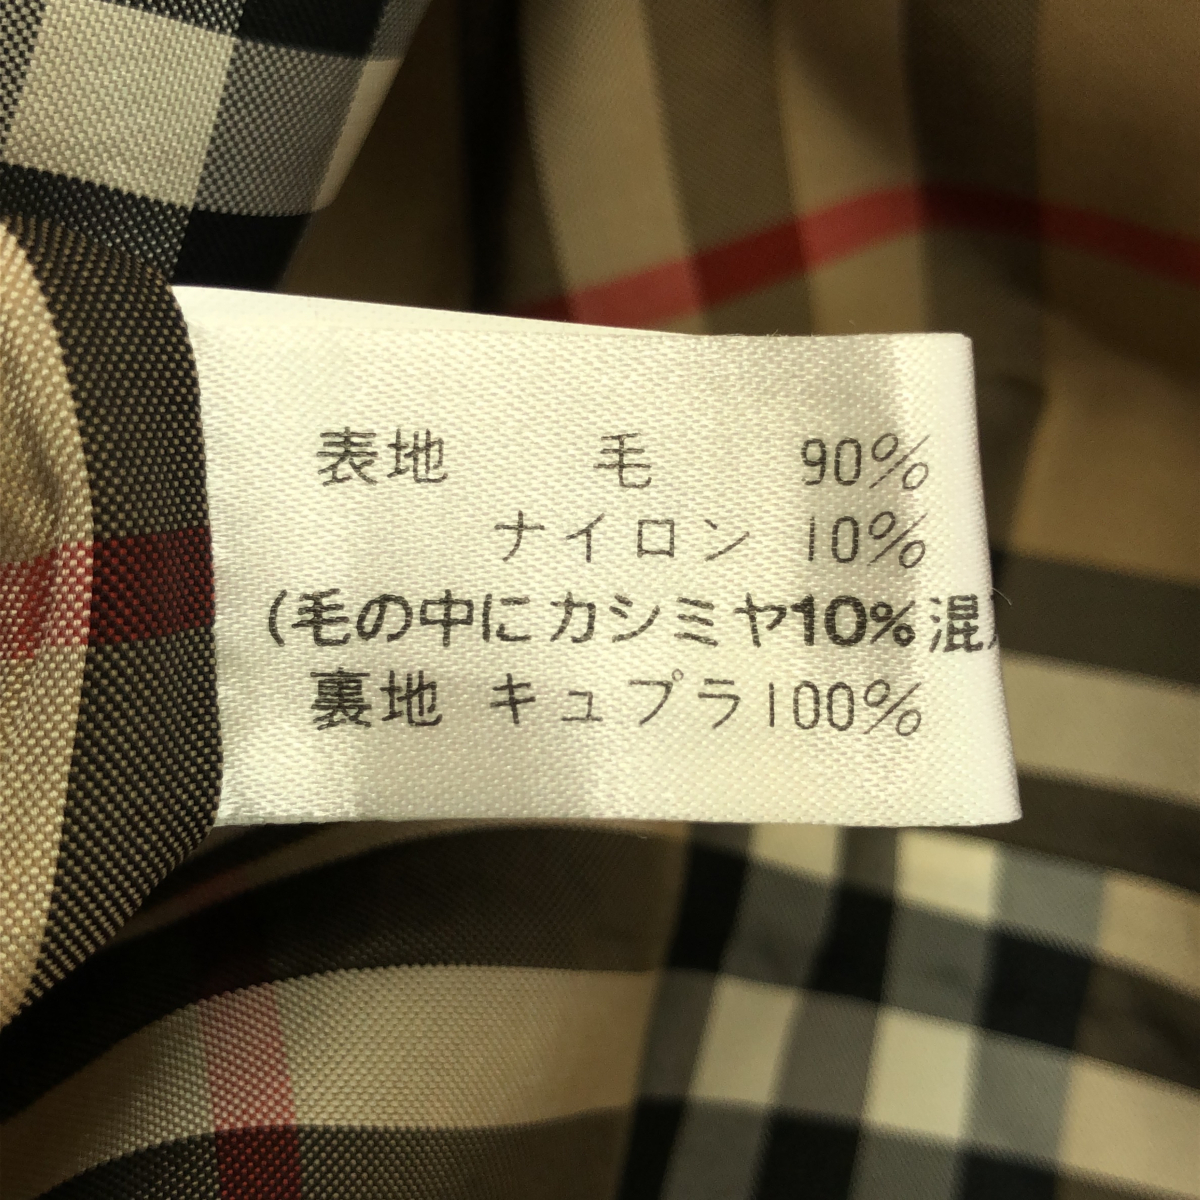 表地 毛 90%
ナイロン 10%
(毛の中にカシミヤ10%混
裏地 キュプラ100%